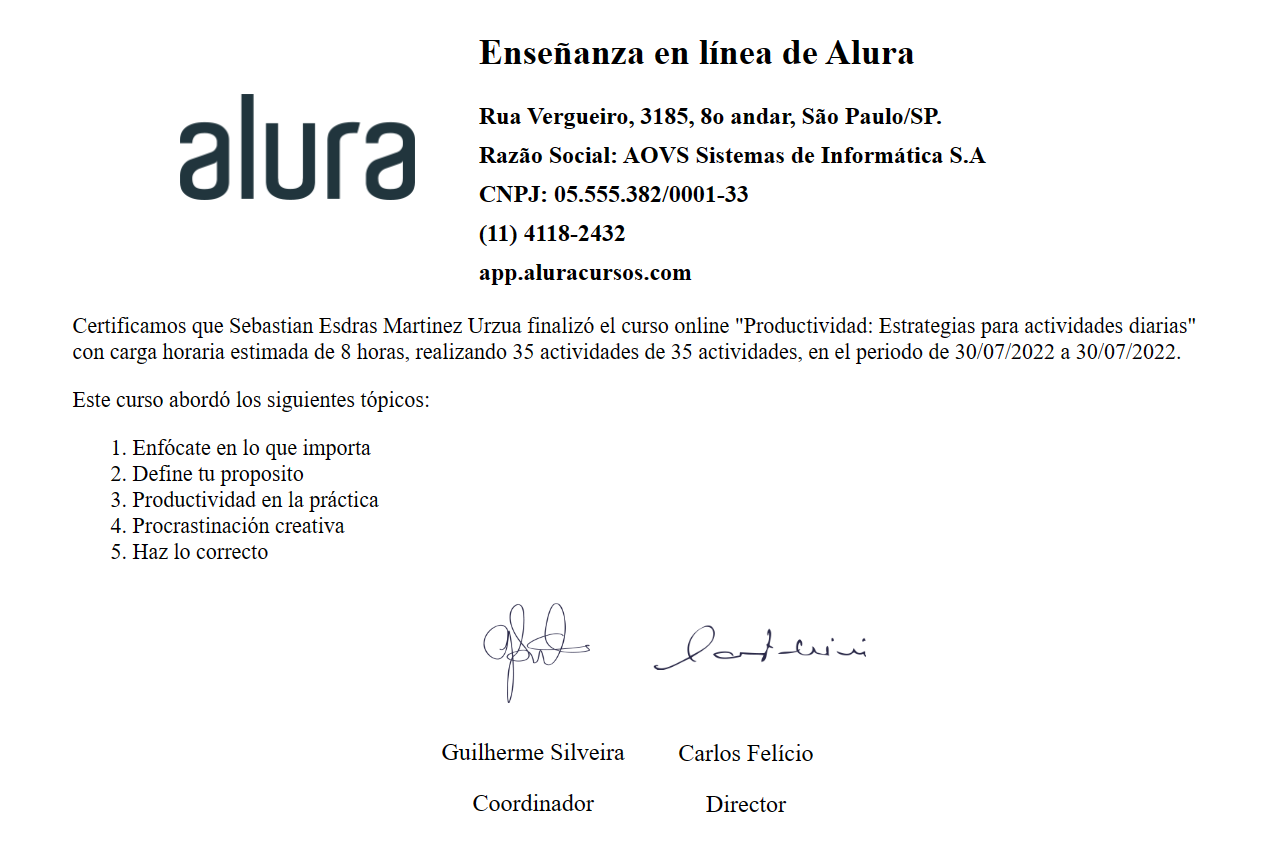 alura
Enseñanza en línea de Alura
Rua Vergueiro, 3185, 8o andar, São Paulo/SP.
Razão Social: AOVS Sistemas de Informática S.A
CNPJ: 05.555.382/0001-33
(11) 4118-2432
app.aluracursos.com
Certificamos que Sebastian Esdras Martinez Urzua finalizó el curso online "Productividad: Estrategias para actividades diarias"
con carga horaria estimada de 8 horas, realizando 35 actividades de 35 actividades, en el periodo de 30/07/2022 a 30/07/2022.
Este curso abordó los siguientes tópicos:
1. Enfócate en lo que importa
2. Define tu proposito
3. Productividad en la práctica
4. Procrastinación creativa
5. Haz lo correcto
Guilherme Silveira Carlos Felício
Coordinador Director